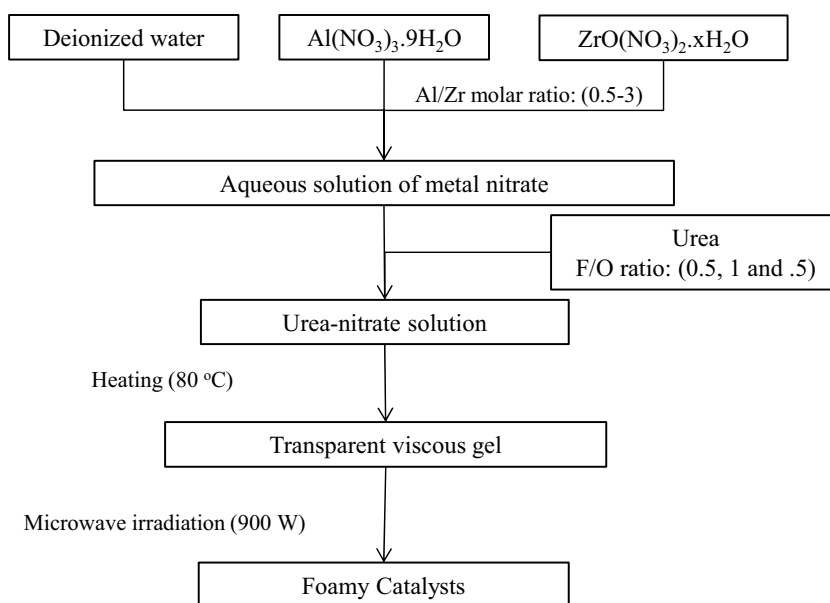 Deionized water
Al(NO₃)₃.9H₂O
ZrO(NO₃)₂.xH₂O
Al/Zr molar ratio: (0.5-3)
Aqueous solution of metal nitrate
Urea
F/O ratio: (0.5, 1 and .5)
Urea-nitrate solution
Heating (80 ᵒC)
Transparent viscous gel
Microwave irradiation (900 W)
Foamy Catalysts